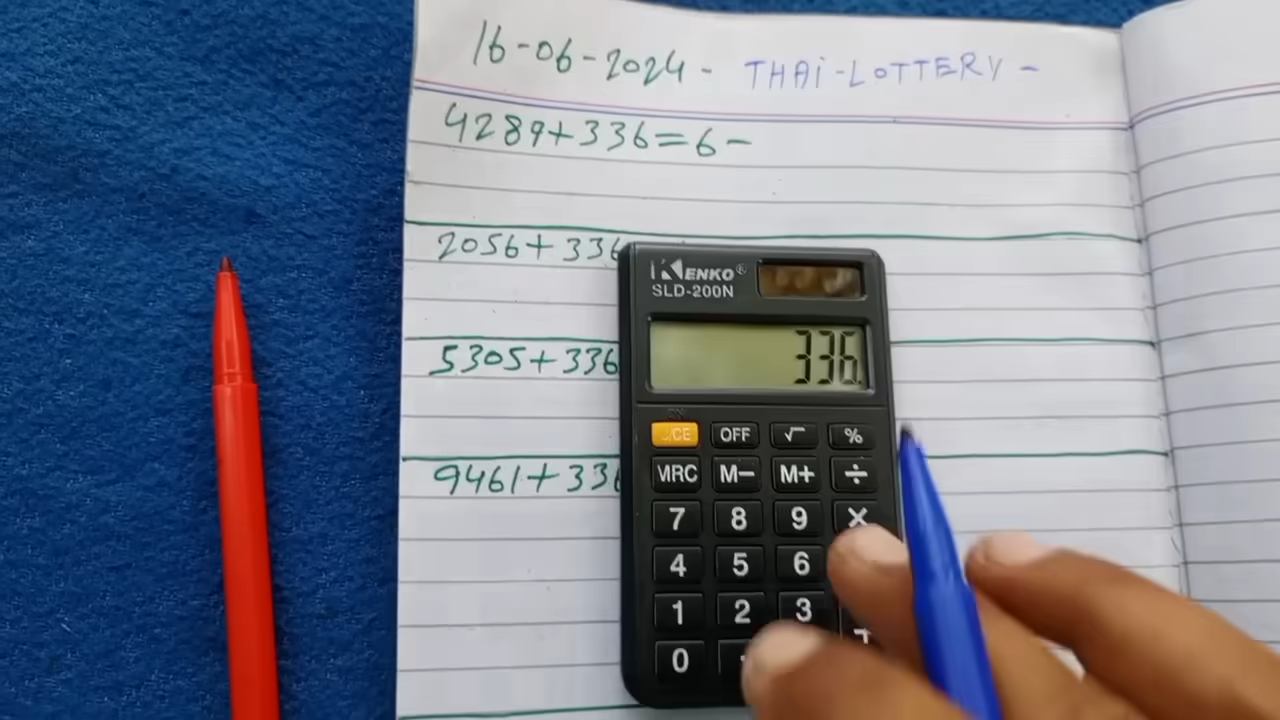 16-06-2024- THAi-LOTTERY-
4289+336=6-
2056+336
5305+336
9461+336
KENKO®
SLD-200N
336.
ON
C/CE OFF √ %
MRC M− M+ ÷
7 8 9 ×
4 5 6
1 2 3
0